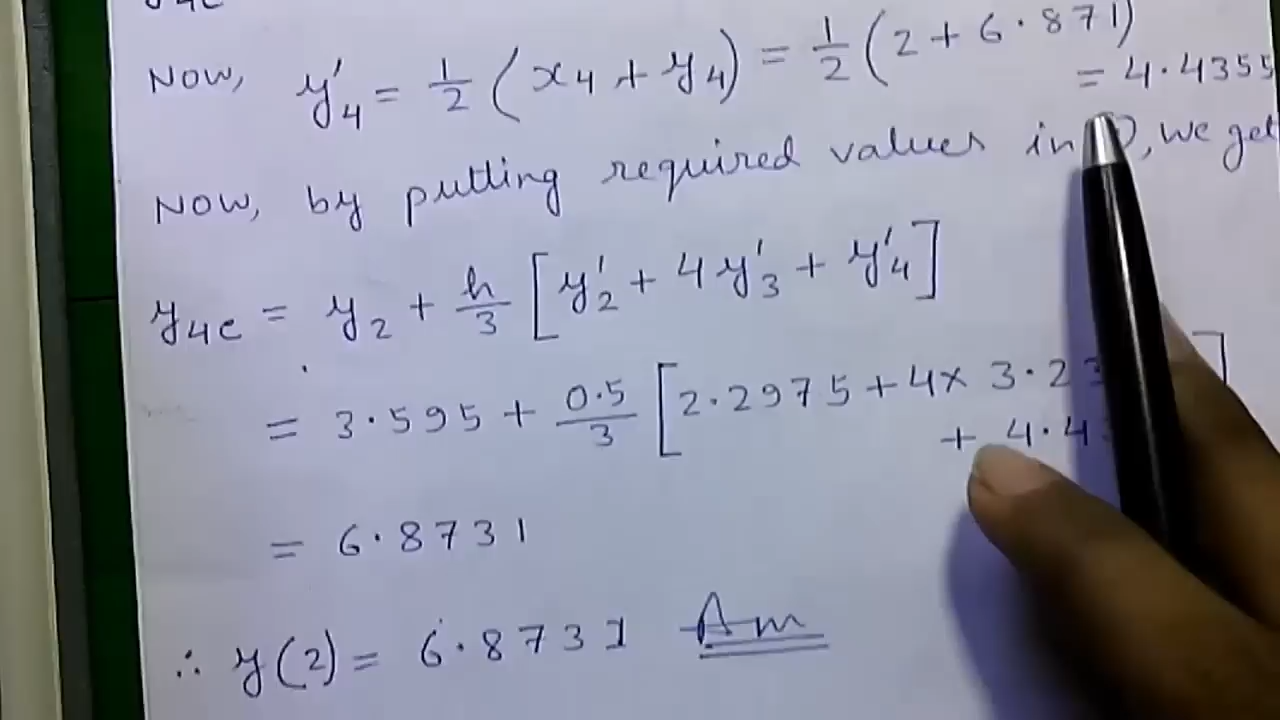 Now, y'4 = 1/2 (x4 + y4) = 1/2 (2 + 6.871)
= 4.4355
Now, by putting required values in , we get
y4c = y2 + h/3 [y'2 + 4y'3 + y'4]
= 3.595 + 0.5/3 [2.2975 + 4× 3.23 ]
+ 4.4
= 6.8731
∴ y(2) = 6.8731 Ans